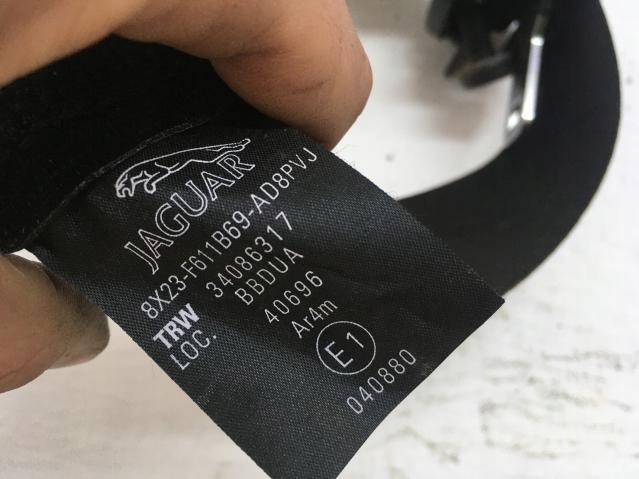 JAGUAR
8X23-F611B69-AD8PVJ
TRW 34086317
LOC. BBDUA
40696
Ar4m
E1
040880